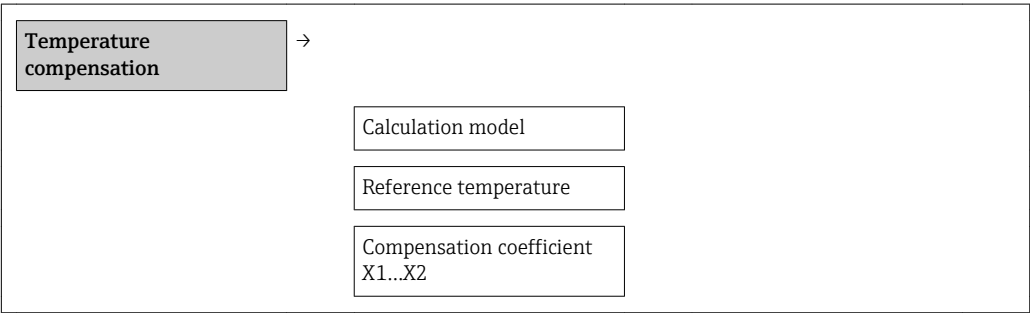 Temperature →
compensation
Calculation model
Reference temperature
Compensation coefficient
X1...X2